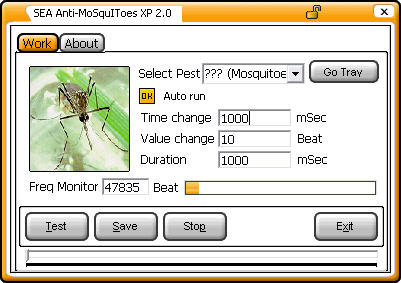 SEA Anti-MoSquIToes XP 2.0
Work About
Select Pest ??? (Mosquitoe Go Tray
OK Auto run
Time change 1000 mSec
Value change 10 Beat
Duration 1000 mSec
Freq Monitor 47835 Beat
Test Save Stop Exit